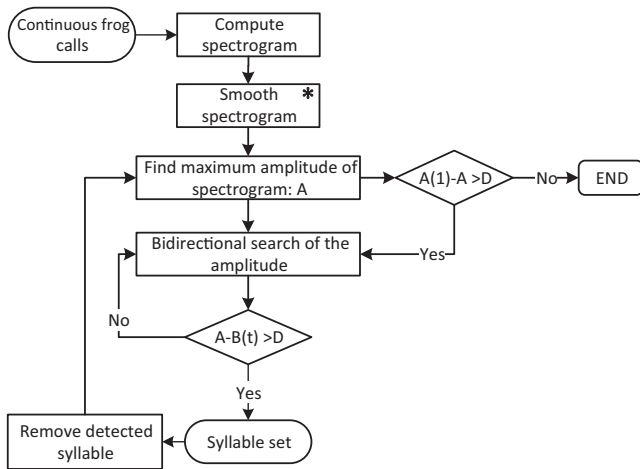 Continuous frog
calls
Compute
spectrogram
Smooth
spectrogram
*
Find maximum amplitude of
spectrogram: A
A(1)-A >D
No
END
Bidirectional search of the
amplitude
Yes
No
A-B(t) >D
Yes
Remove detected
syllable
Syllable set